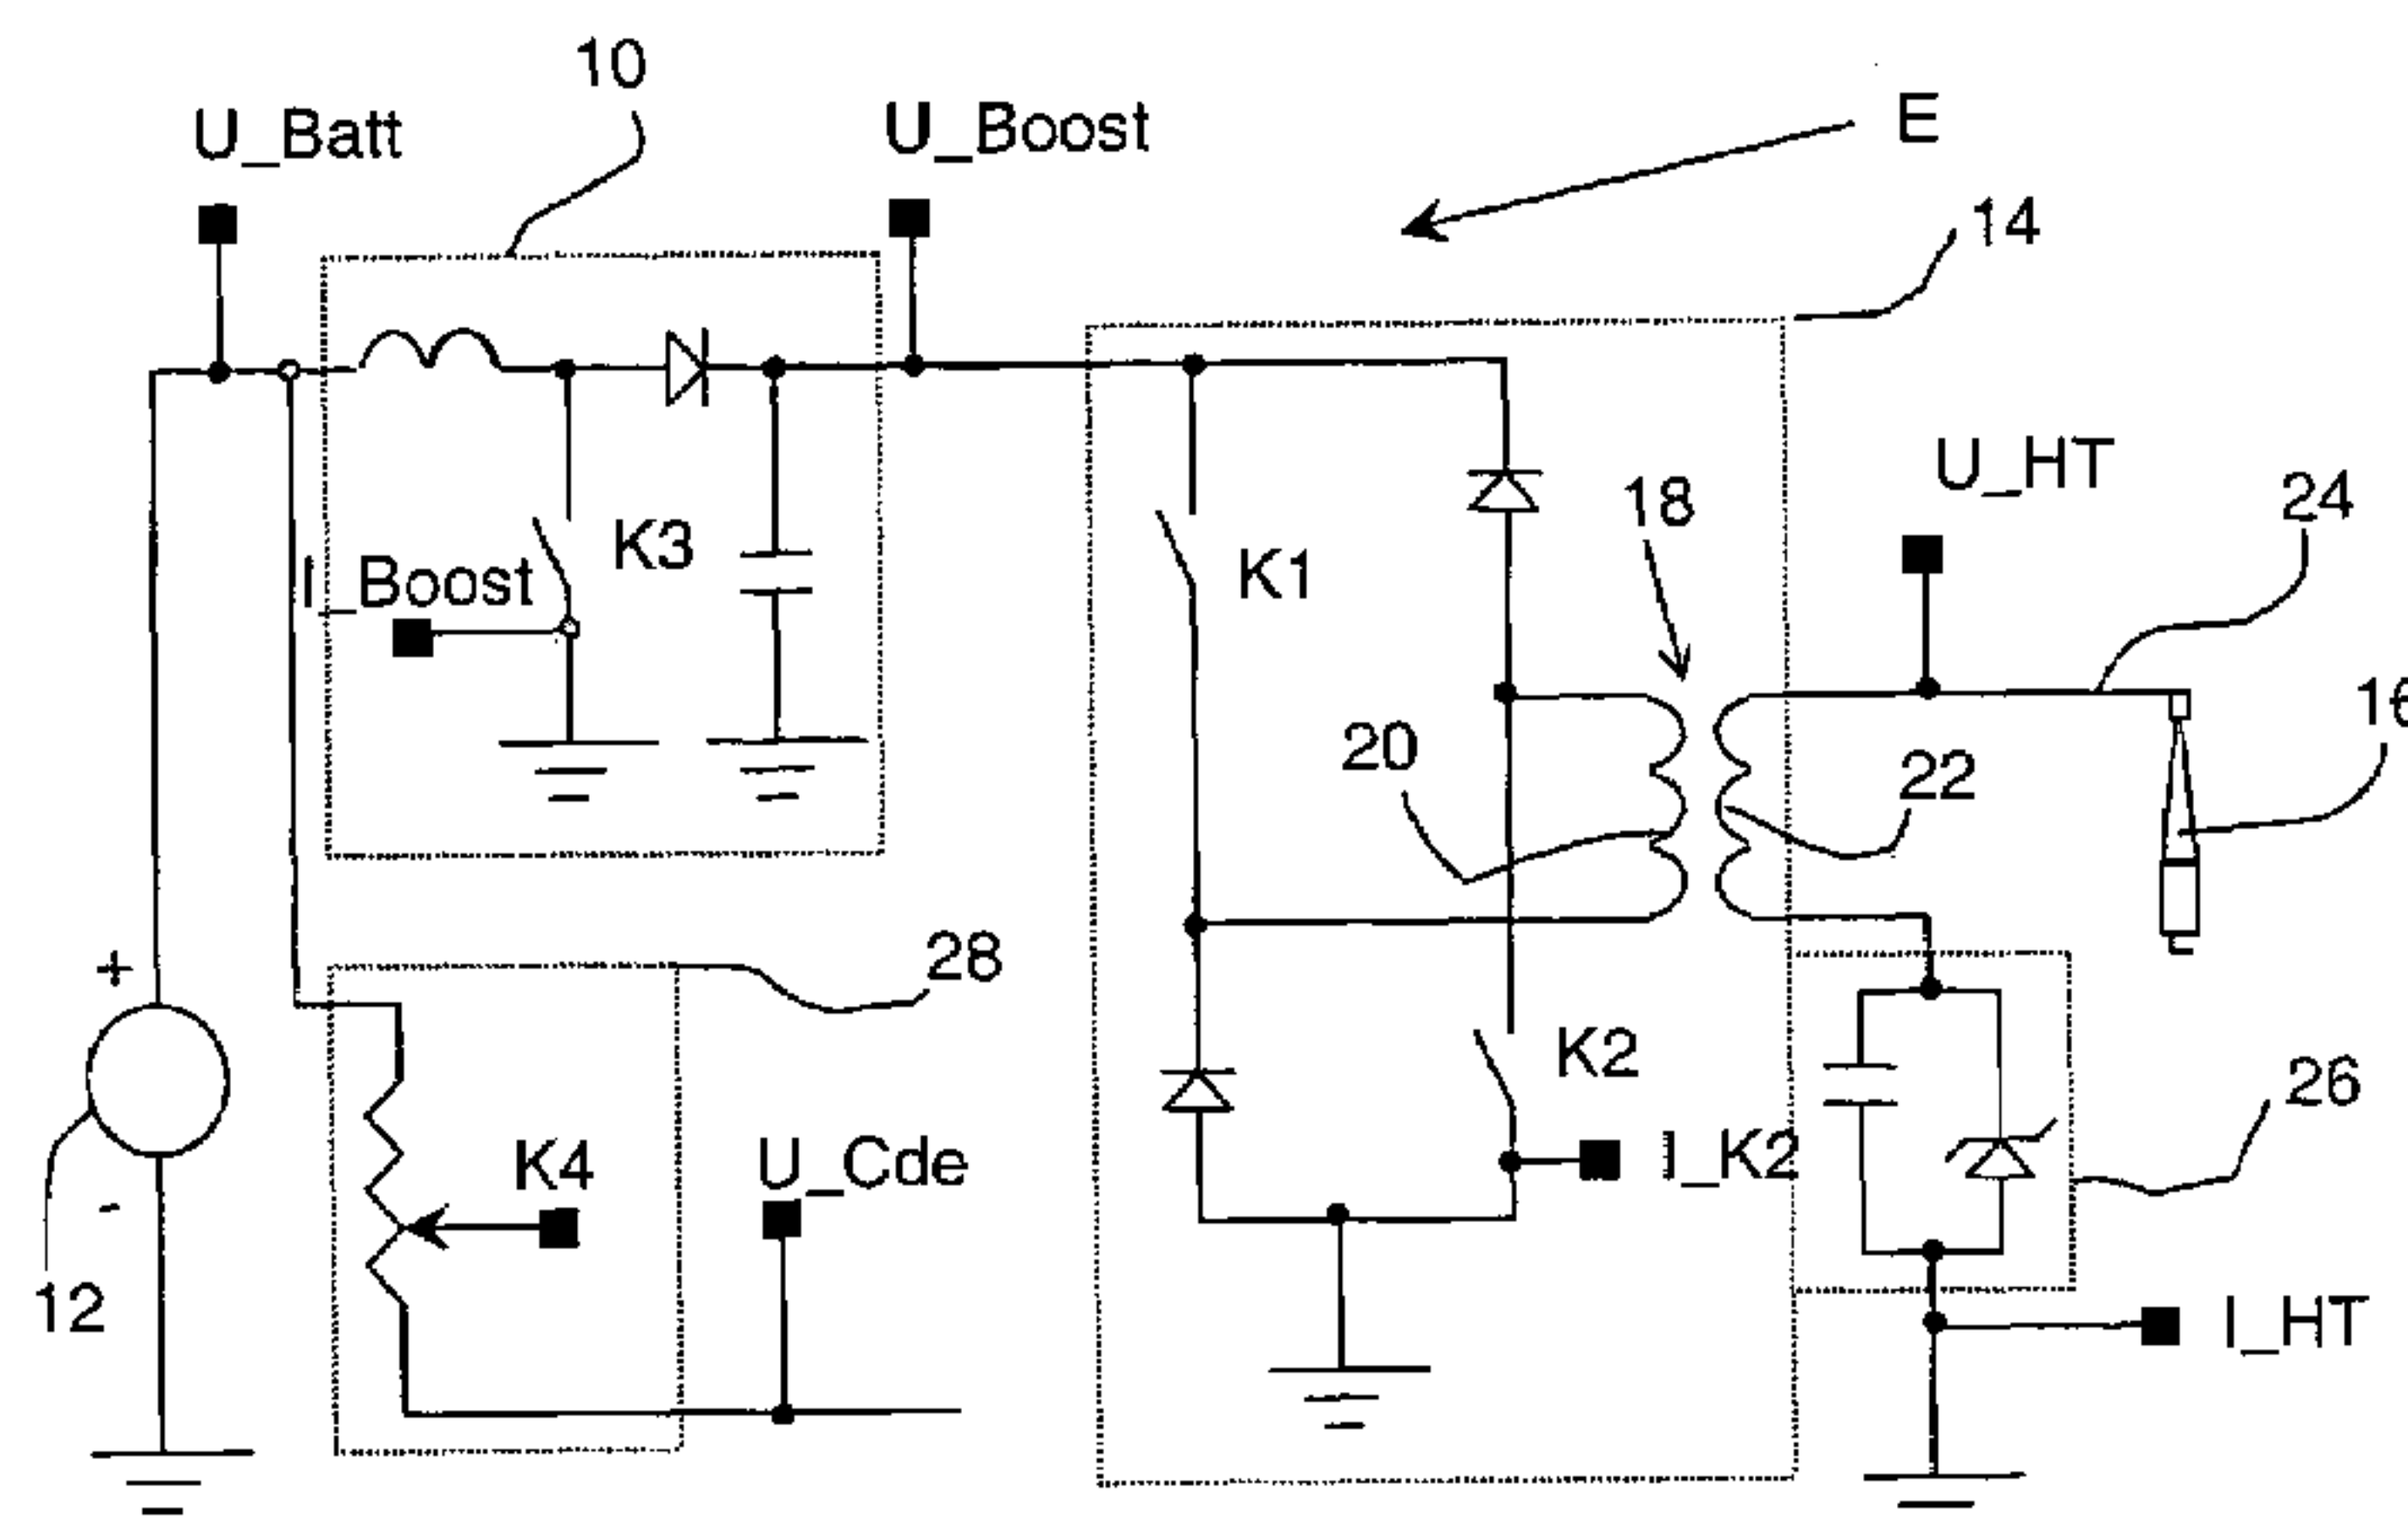 10
U_Batt
U_Boost
E
14
U_HT
24
18
K3
K1
I_Boost
16
20
22
28
+
K2
26
K4
U_Cde
I_K2
-
12
I_HT